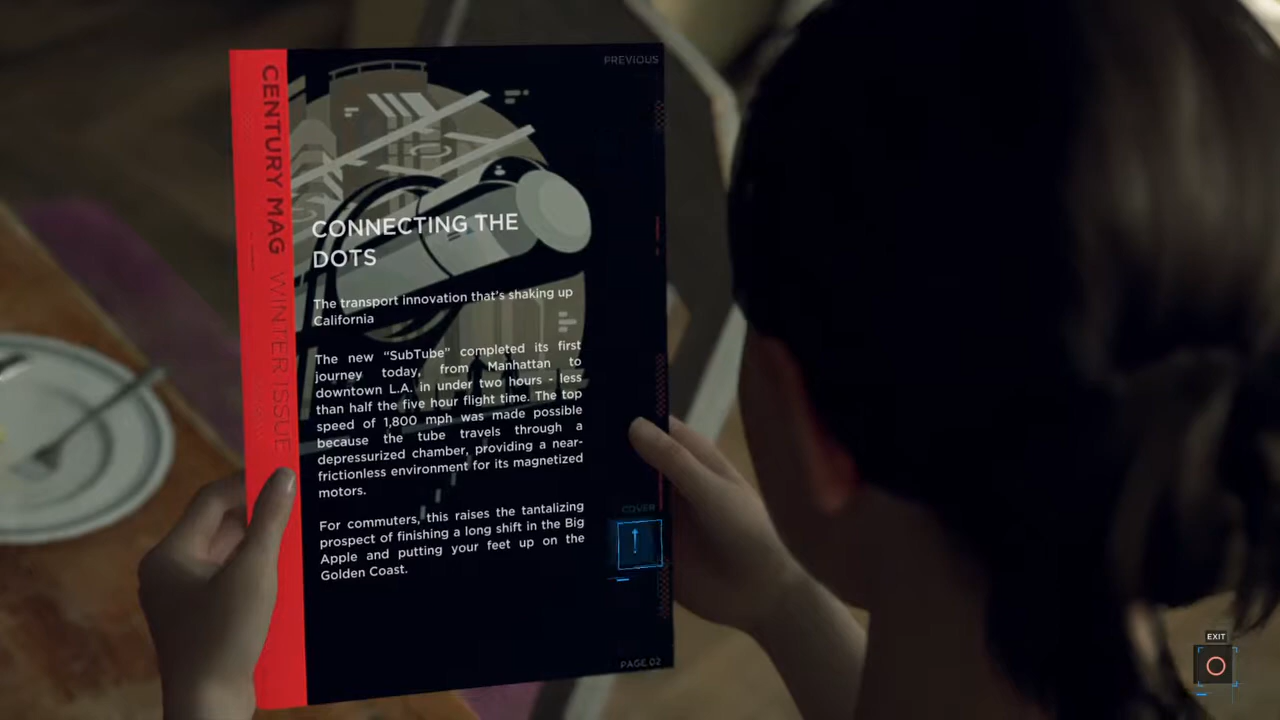 CENTURY MAG WINTER ISSUE
PREVIOUS
CONNECTING THE
DOTS
The transport innovation that's shaking up
California
The new “SubTube” completed its first
journey today, from Manhattan to
downtown L.A. in under two hours - less
than half the five hour flight time. The top
speed of 1,800 mph was made possible
because the tube travels through a
depressurized chamber, providing a near-
frictionless environment for its magnetized
motors.
For commuters, this raises the tantalizing
prospect of finishing a long shift in the Big
Apple and putting your feet up on the
Golden Coast.
COVER
PAGE 02
EXIT